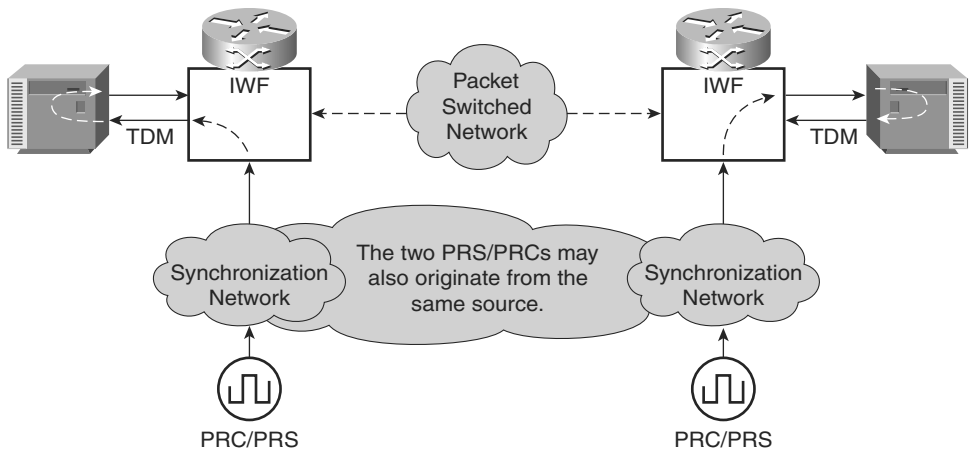 IWF
Packet
Switched
Network
IWF
TDM
TDM
Synchronization
Network
The two PRS/PRCs may
also originate from the
same source.
Synchronization
Network
PRC/PRS
PRC/PRS